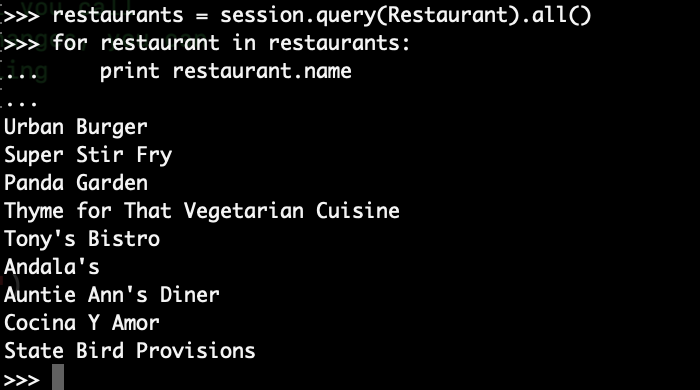 >>> restaurants = session.query(Restaurant).all()
>>> for restaurant in restaurants:
...     print restaurant.name
...
Urban Burger
Super Stir Fry
Panda Garden
Thyme for That Vegetarian Cuisine
Tony's Bistro
Andala's
Auntie Ann's Diner
Cocina Y Amor
State Bird Provisions
>>>